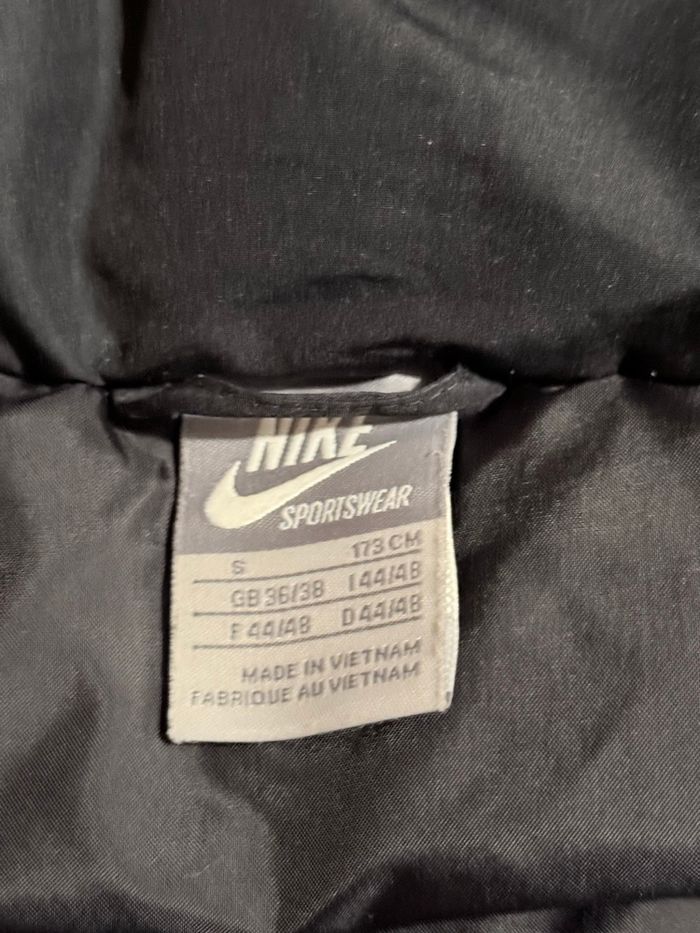 NIKE
SPORTSWEAR
S 173 CM
GB 36/38 I 44/48
F 44/48 D 44/48
MADE IN VIETNAM
FABRIQUE AU VIETNAM